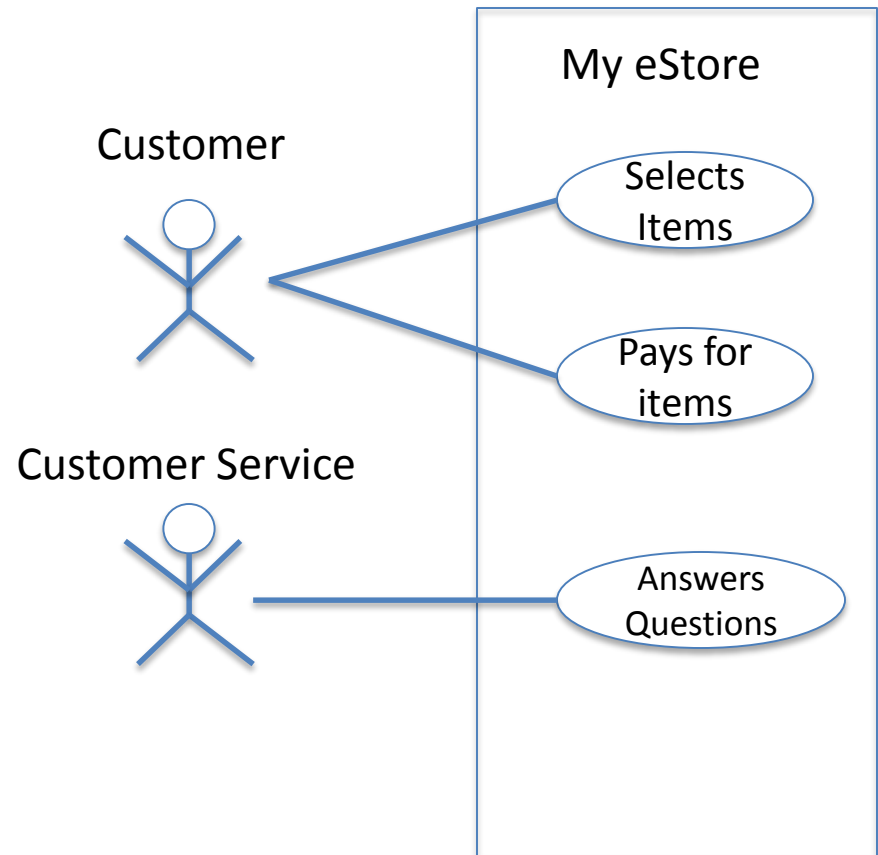 My eStore
Customer
Selects
Items
Pays for
items
Customer Service
Answers
Questions